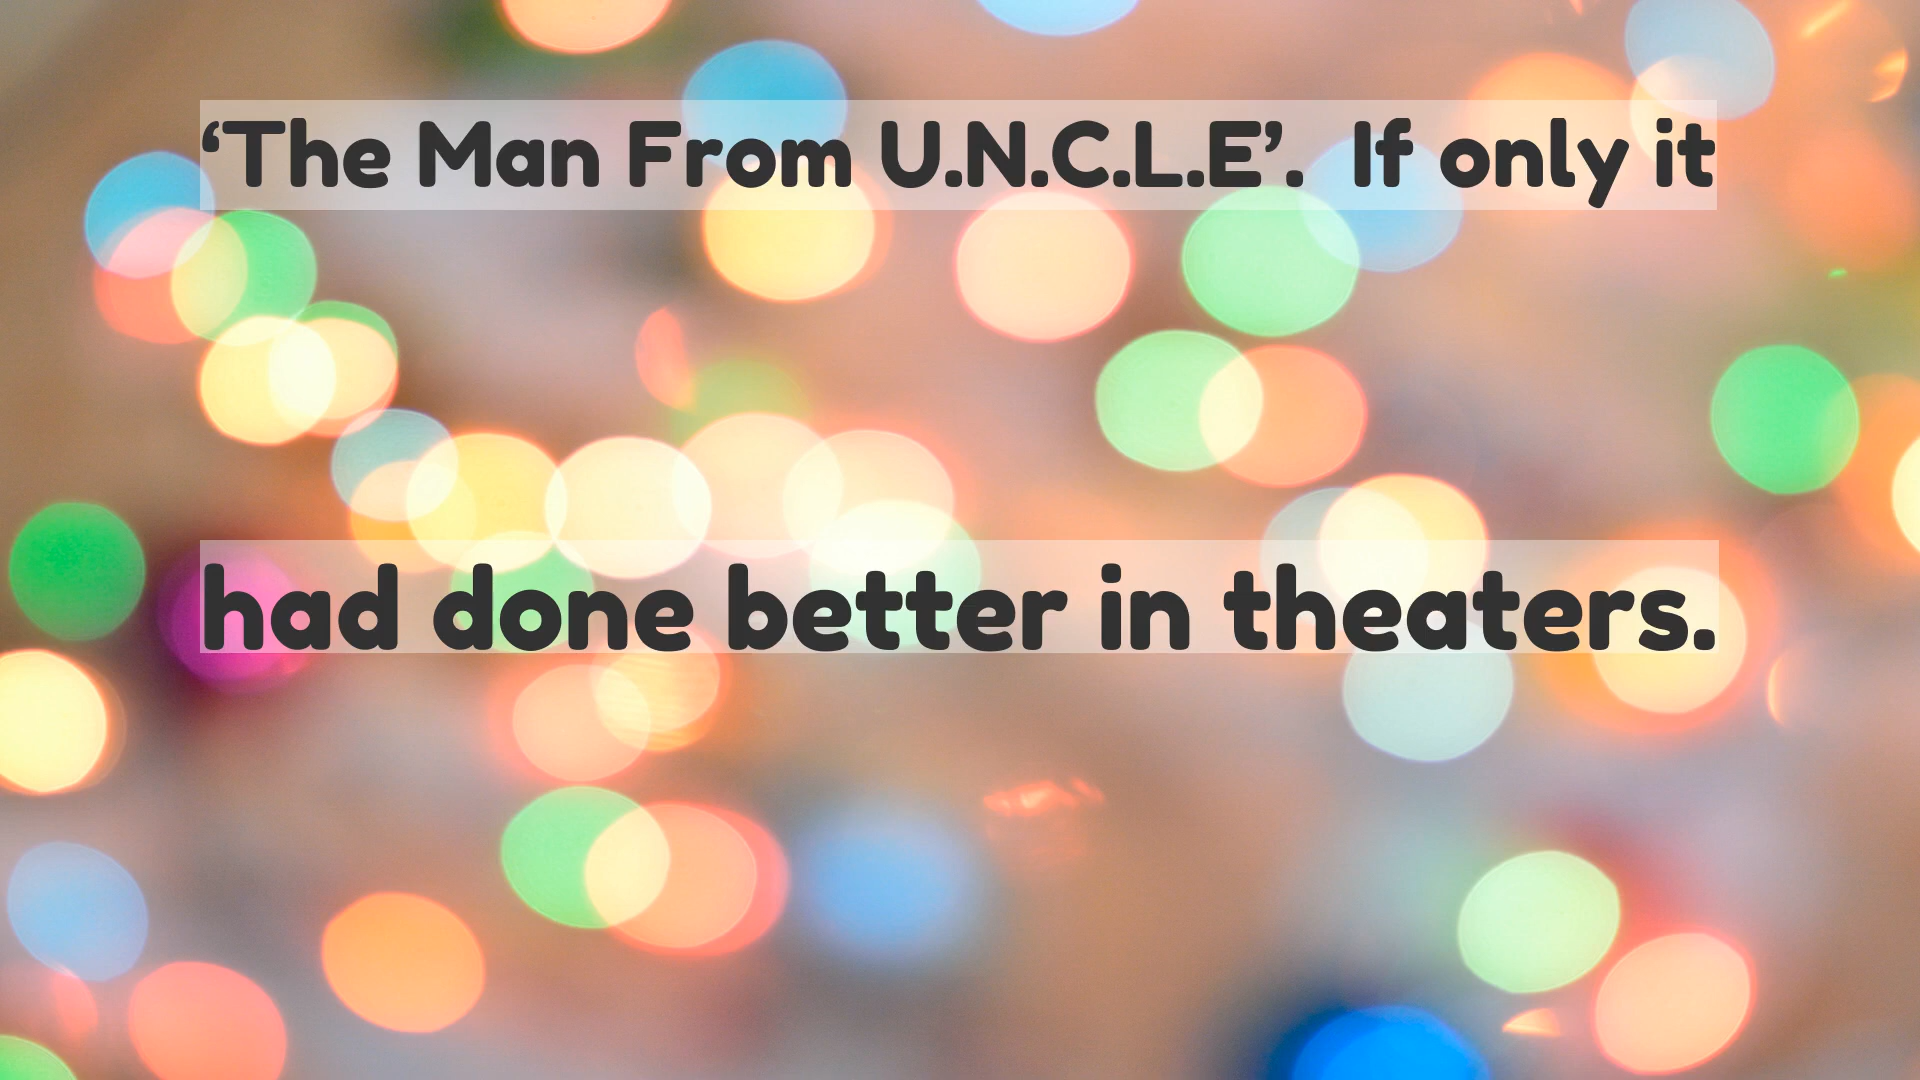 ‘The Man From U.N.C.L.E’.  If only it
had done better in theaters.